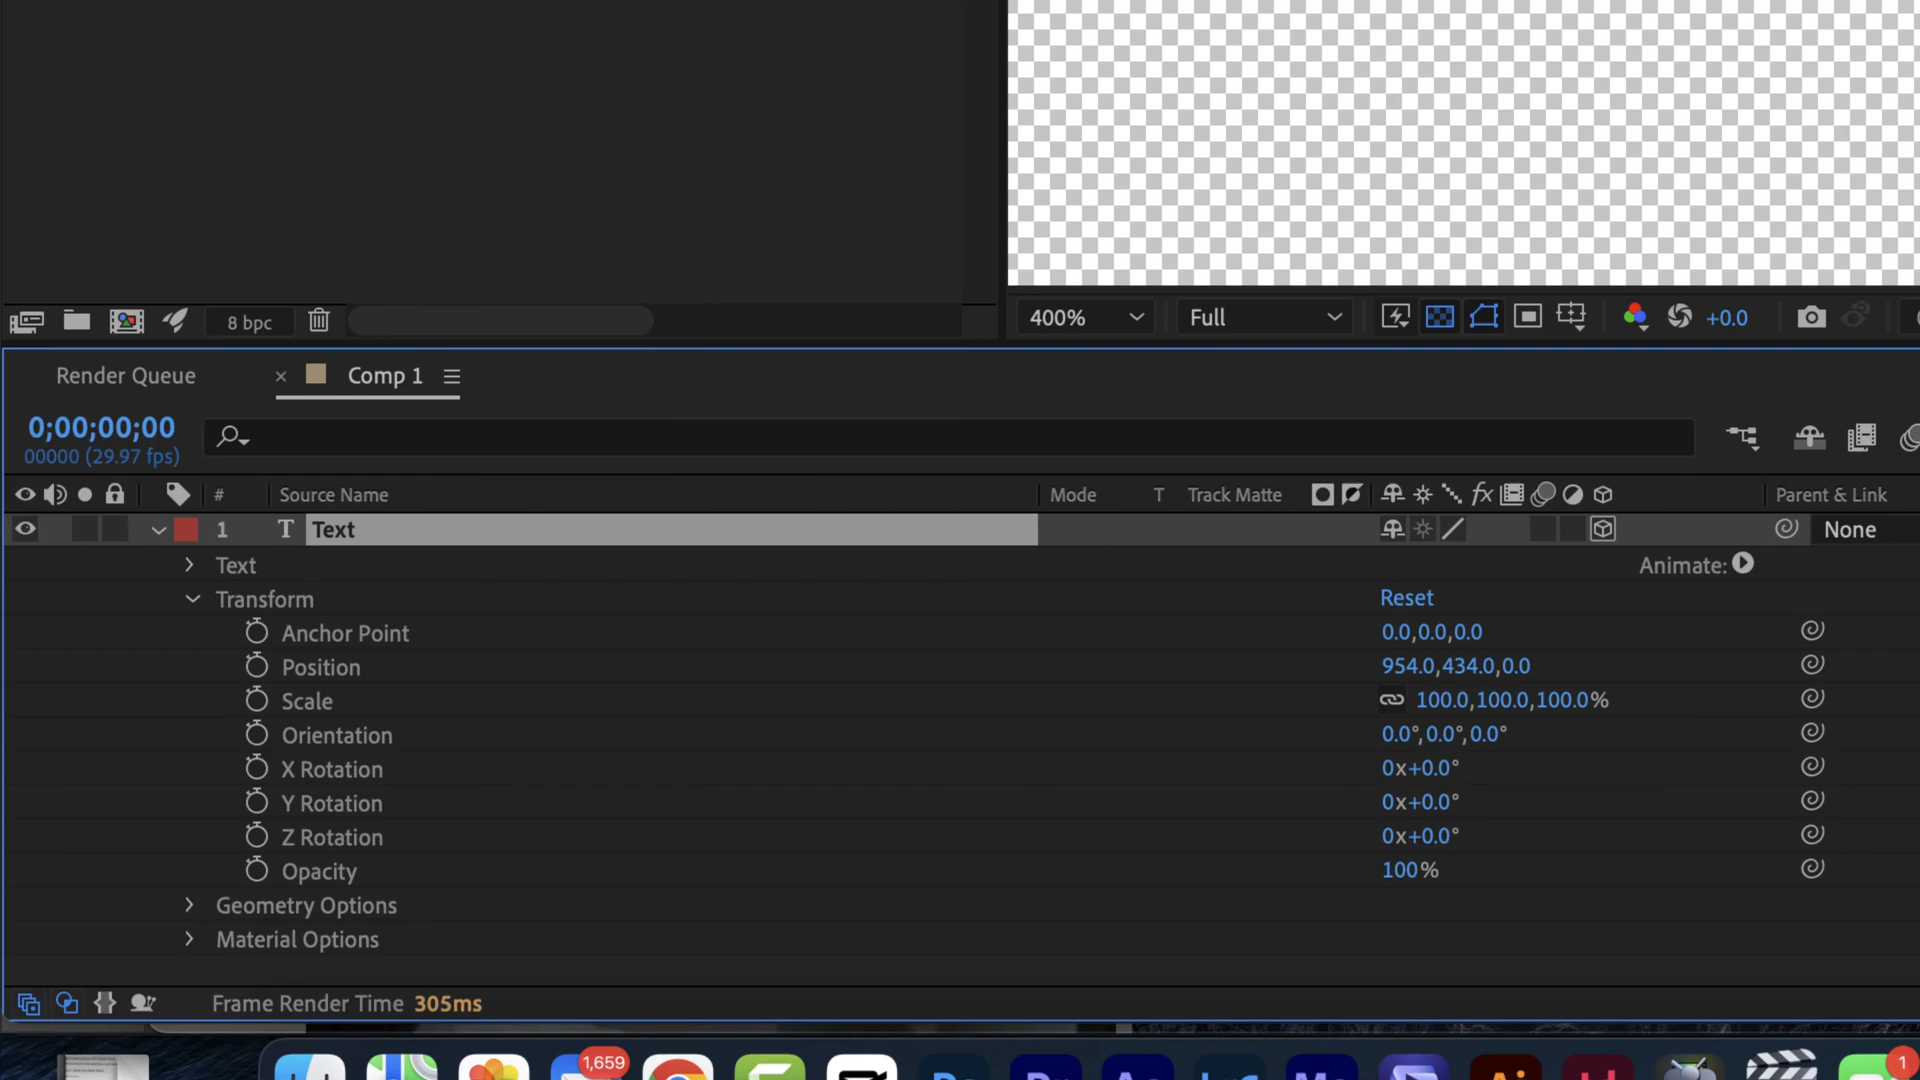 8 bpc
400% Full +0.0
Render Queue × Comp 1
0;00;00;00
00000 (29.97 fps)
# Source Name Mode T Track Matte fx Parent & Link
1 T Text None
Text Animate:
Transform Reset
Anchor Point 0.0,0.0,0.0
Position 954.0,434.0,0.0
Scale 100.0,100.0,100.0%
Orientation 0.0°,0.0°,0.0°
X Rotation 0x+0.0°
Y Rotation 0x+0.0°
Z Rotation 0x+0.0°
Opacity 100%
Geometry Options
Material Options
Frame Render Time 305ms
1,659
1